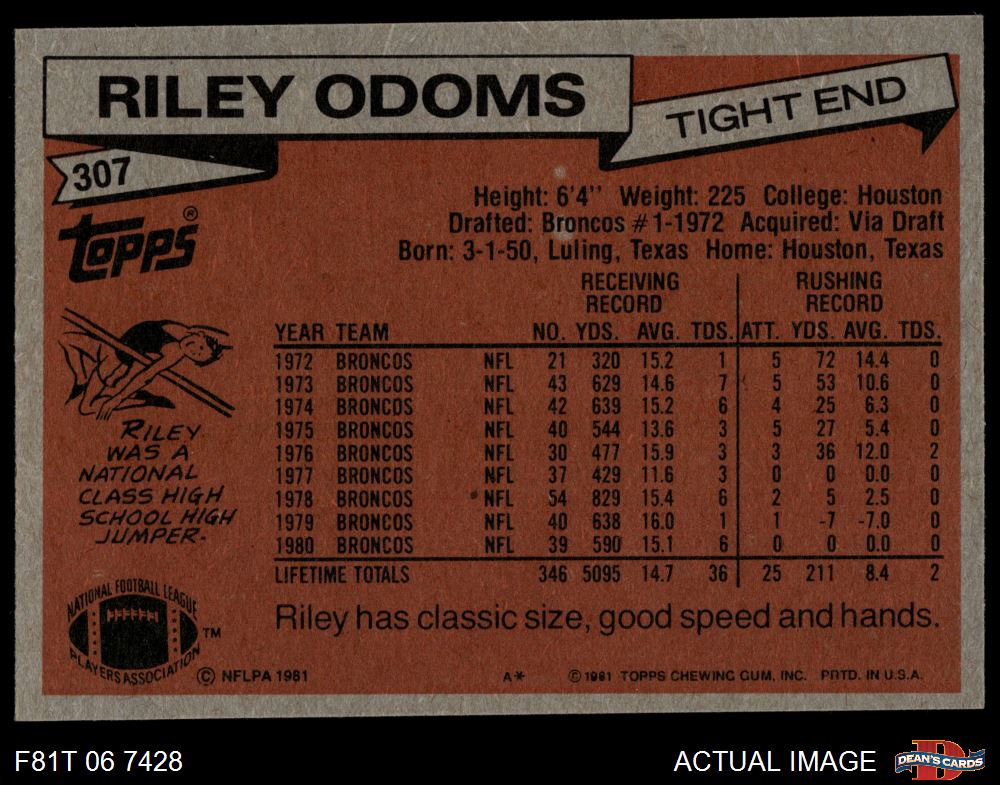 RILEY ODOMS
TIGHT END
307
topps®
Height: 6'4'' Weight: 225 College: Houston
Drafted: Broncos #1-1972 Acquired: Via Draft
Born: 3-1-50, Luling, Texas Home: Houston, Texas
RECEIVING RECORD RUSHING RECORD
YEAR TEAM NO. YDS. AVG. TDS. ATT. YDS. AVG. TDS.
1972 BRONCOS NFL 21 320 15.2 1 5 72 14.4 0
1973 BRONCOS NFL 43 629 14.6 7 5 53 10.6 0
1974 BRONCOS NFL 42 639 15.2 6 4 25 6.3 0
1975 BRONCOS NFL 40 544 13.6 3 5 27 5.4 0
1976 BRONCOS NFL 30 477 15.9 3 3 36 12.0 2
1977 BRONCOS NFL 37 429 11.6 3 0 0 0.0 0
1978 BRONCOS NFL 54 829 15.4 6 2 5 2.5 0
1979 BRONCOS NFL 40 638 16.0 1 1 -7 -7.0 0
1980 BRONCOS NFL 39 590 15.1 6 0 0 0.0 0
LIFETIME TOTALS 346 5095 14.7 36 25 211 8.4 2
RILEY
WAS A
NATIONAL
CLASS HIGH
SCHOOL HIGH
JUMPER.
Riley has classic size, good speed and hands.
NATIONAL FOOTBALL LEAGUE
PLAYERS ASSOCIATION
TM
© NFLPA 1981
A* © 1981 TOPPS CHEWING GUM, INC. PRTD. IN U.S.A.
F81T 06 7428
ACTUAL IMAGE
D
DEAN'S CARDS